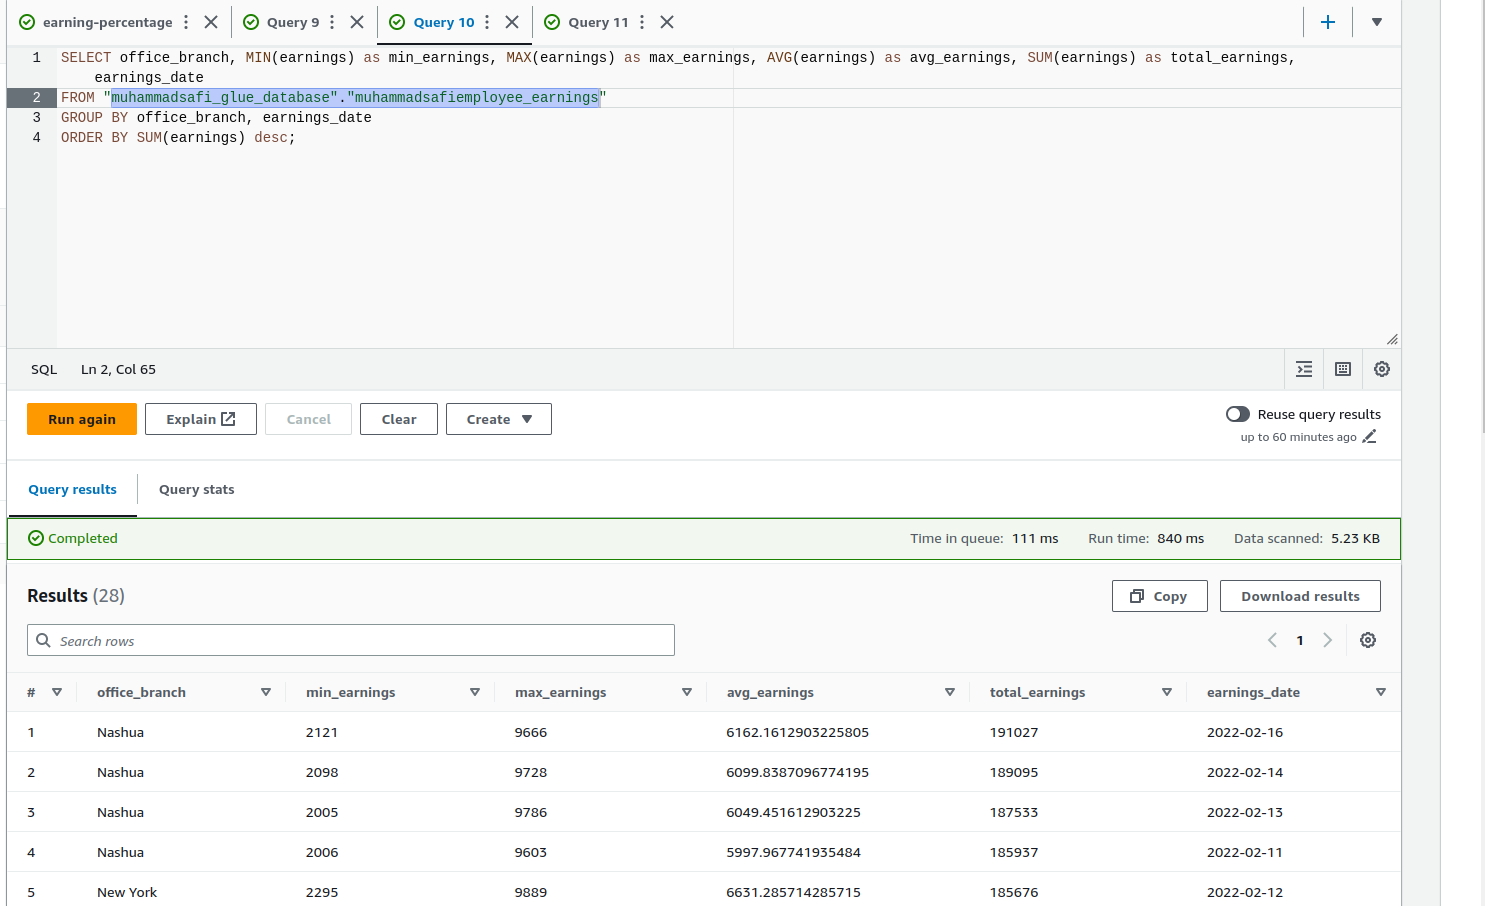 earning-percentage Query 9 Query 10 Query 11
1 SELECT office_branch, MIN(earnings) as min_earnings, MAX(earnings) as max_earnings, AVG(earnings) as avg_earnings, SUM(earnings) as total_earnings,
earnings_date
2 FROM "muhammadsafi_glue_database"."muhammadsafiemployee_earnings"
3 GROUP BY office_branch, earnings_date
4 ORDER BY SUM(earnings) desc;
SQL Ln 2, Col 65
Run again Explain Cancel Clear Create Reuse query results
up to 60 minutes ago
Query results Query stats
Completed Time in queue: 111 ms Run time: 840 ms Data scanned: 5.23 KB
Results (28) Copy Download results
Search rows 1
# office_branch min_earnings max_earnings avg_earnings total_earnings earnings_date
1 Nashua 2121 9666 6162.1612903225805 191027 2022-02-16
2 Nashua 2098 9728 6099.8387096774195 189095 2022-02-14
3 Nashua 2005 9786 6049.451612903225 187533 2022-02-13
4 Nashua 2006 9603 5997.967741935484 185937 2022-02-11
5 New York 2295 9889 6631.285714285715 185676 2022-02-12